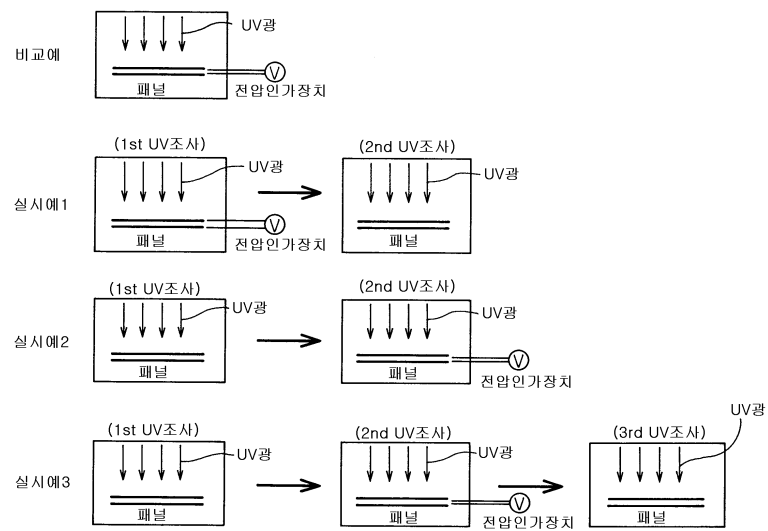 UV광
비교예
V
패널
전압인가장치
(1st UV조사)
(2nd UV조사)
UV광
UV광
실시예1
V
패널
전압인가장치
패널
(1st UV조사)
(2nd UV조사)
UV광
UV광
실시예2
패널
V
패널
전압인가장치
UV광
(1st UV조사)
(2nd UV조사)
(3rd UV조사)
UV광
UV광
실시예3
패널
V
패널
전압인가장치
패널